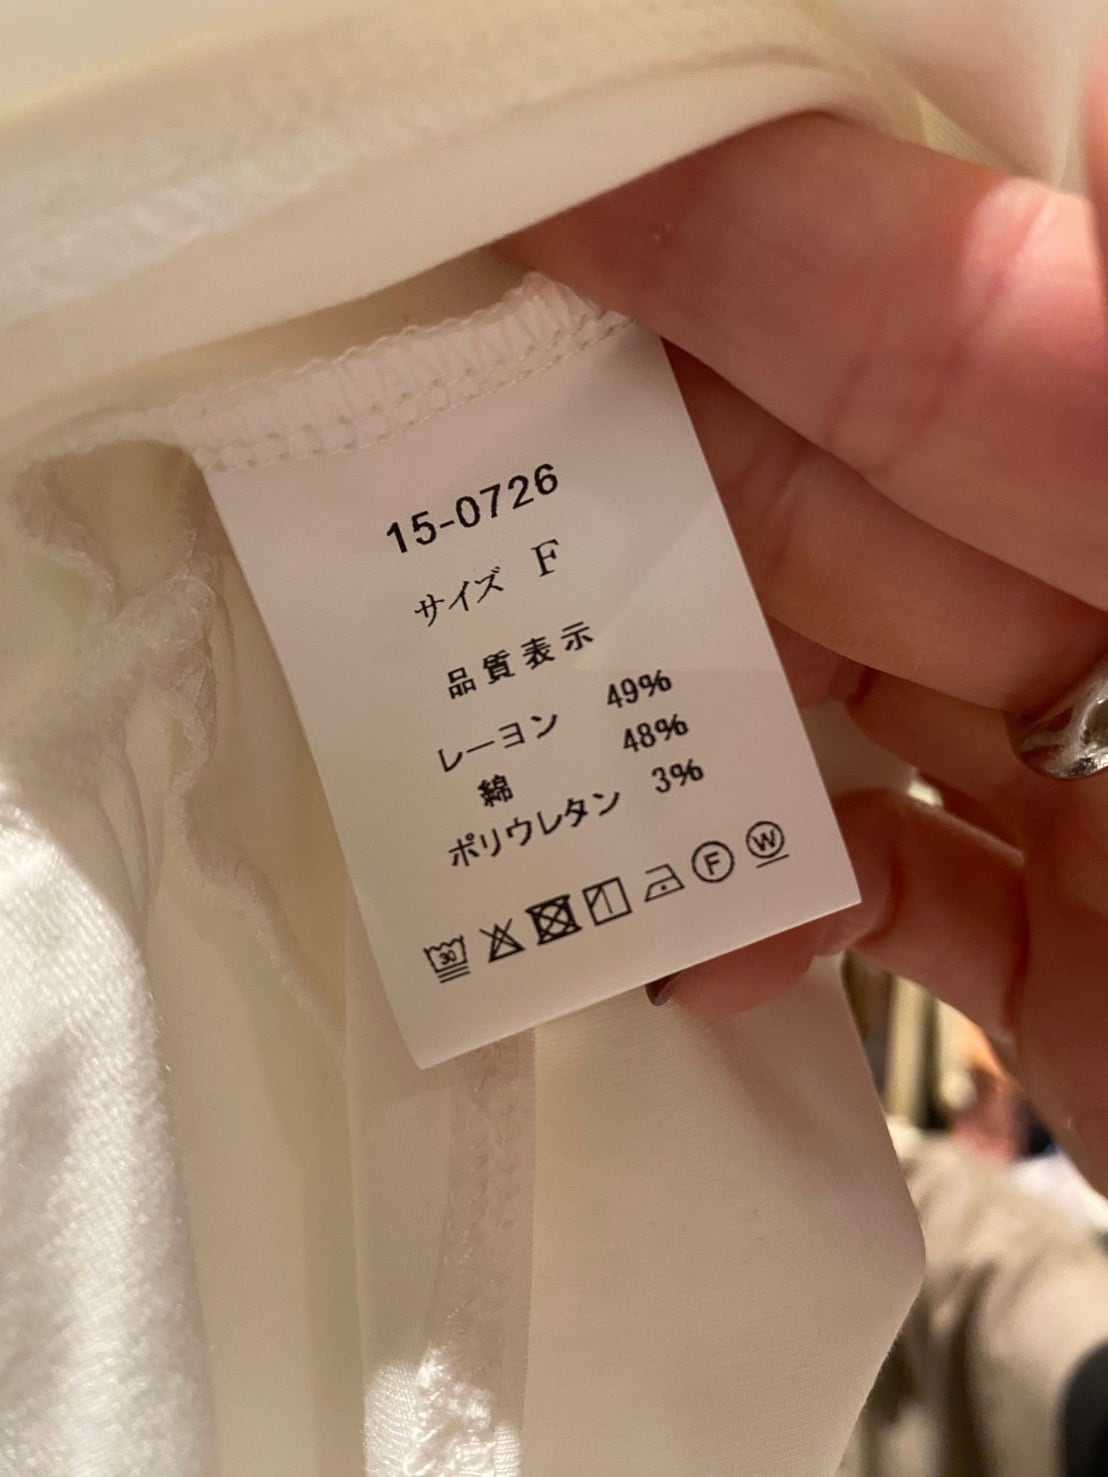 15-0726
サイズ F
品質表示
レーヨン 49%
綿 48%
ポリウレタン 3%
30 F W